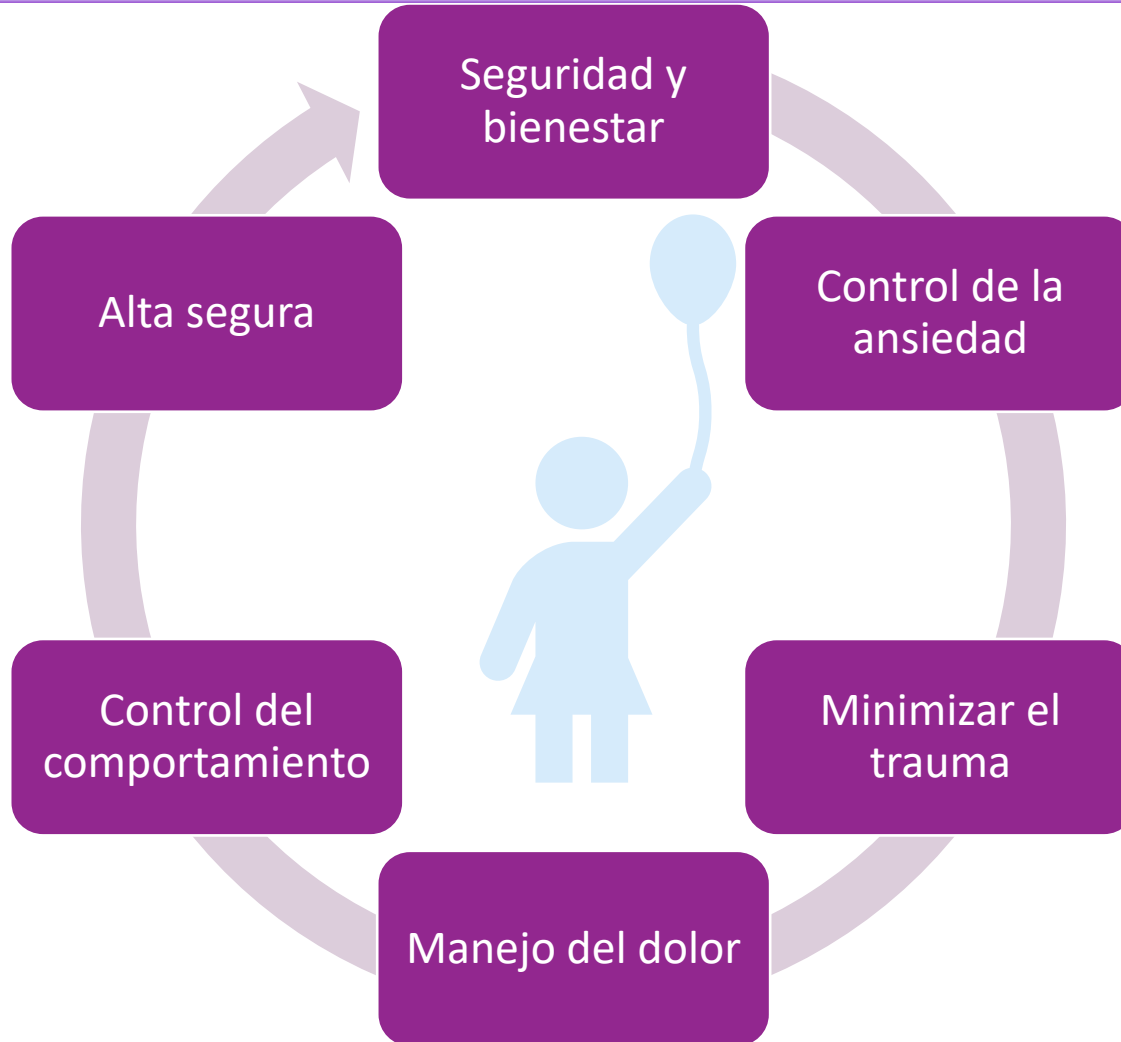 Seguridad y
bienestar
Control de la
ansiedad
Minimizar el
trauma
Manejo del dolor
Control del
comportamiento
Alta segura